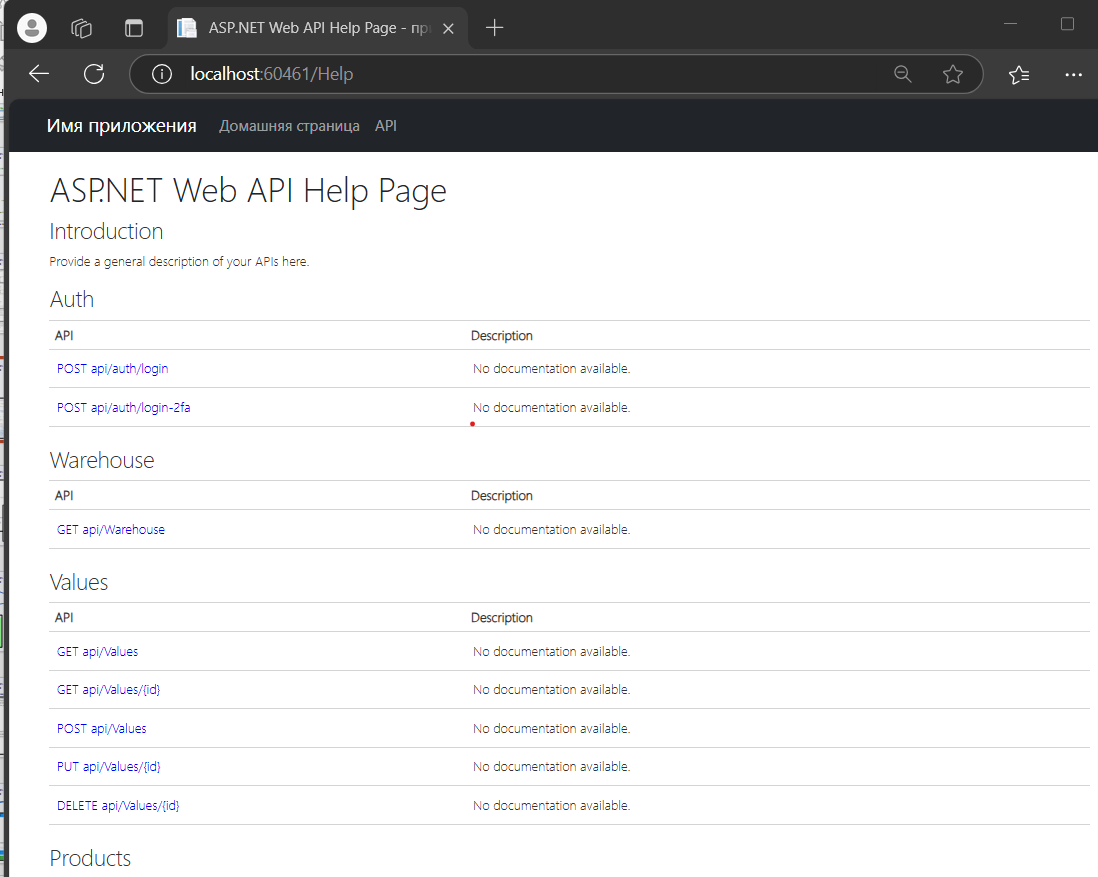 ASP.NET Web API Help Page - пр
localhost:60461/Help
Имя приложения Домашняя страница API
ASP.NET Web API Help Page
Introduction
Provide a general description of your APIs here.
Auth
API Description
POST api/auth/login No documentation available.
POST api/auth/login-2fa No documentation available.
Warehouse
API Description
GET api/Warehouse No documentation available.
Values
API Description
GET api/Values No documentation available.
GET api/Values/{id} No documentation available.
POST api/Values No documentation available.
PUT api/Values/{id} No documentation available.
DELETE api/Values/{id} No documentation available.
Products